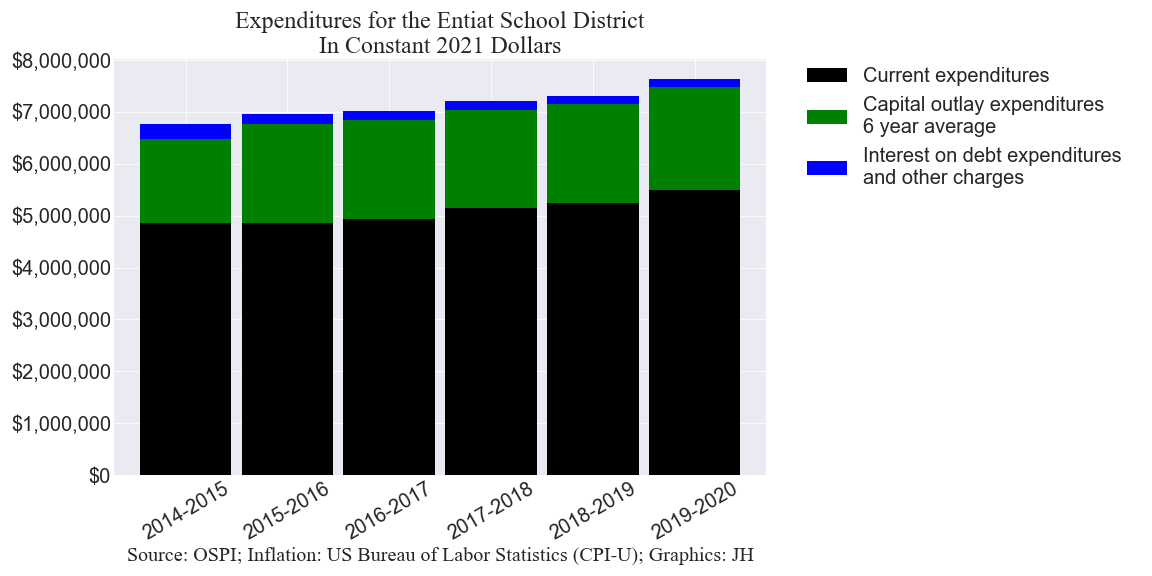 Expenditures for the Entiat School District
In Constant 2021 Dollars
$8,000,000
$7,000,000
$6,000,000
$5,000,000
$4,000,000
$3,000,000
$2,000,000
$1,000,000
$0
2014-2015
2015-2016
2016-2017
2017-2018
2018-2019
2019-2020
Current expenditures
Capital outlay expenditures
6 year average
Interest on debt expenditures
and other charges
Source: OSPI; Inflation: US Bureau of Labor Statistics (CPI-U); Graphics: JH